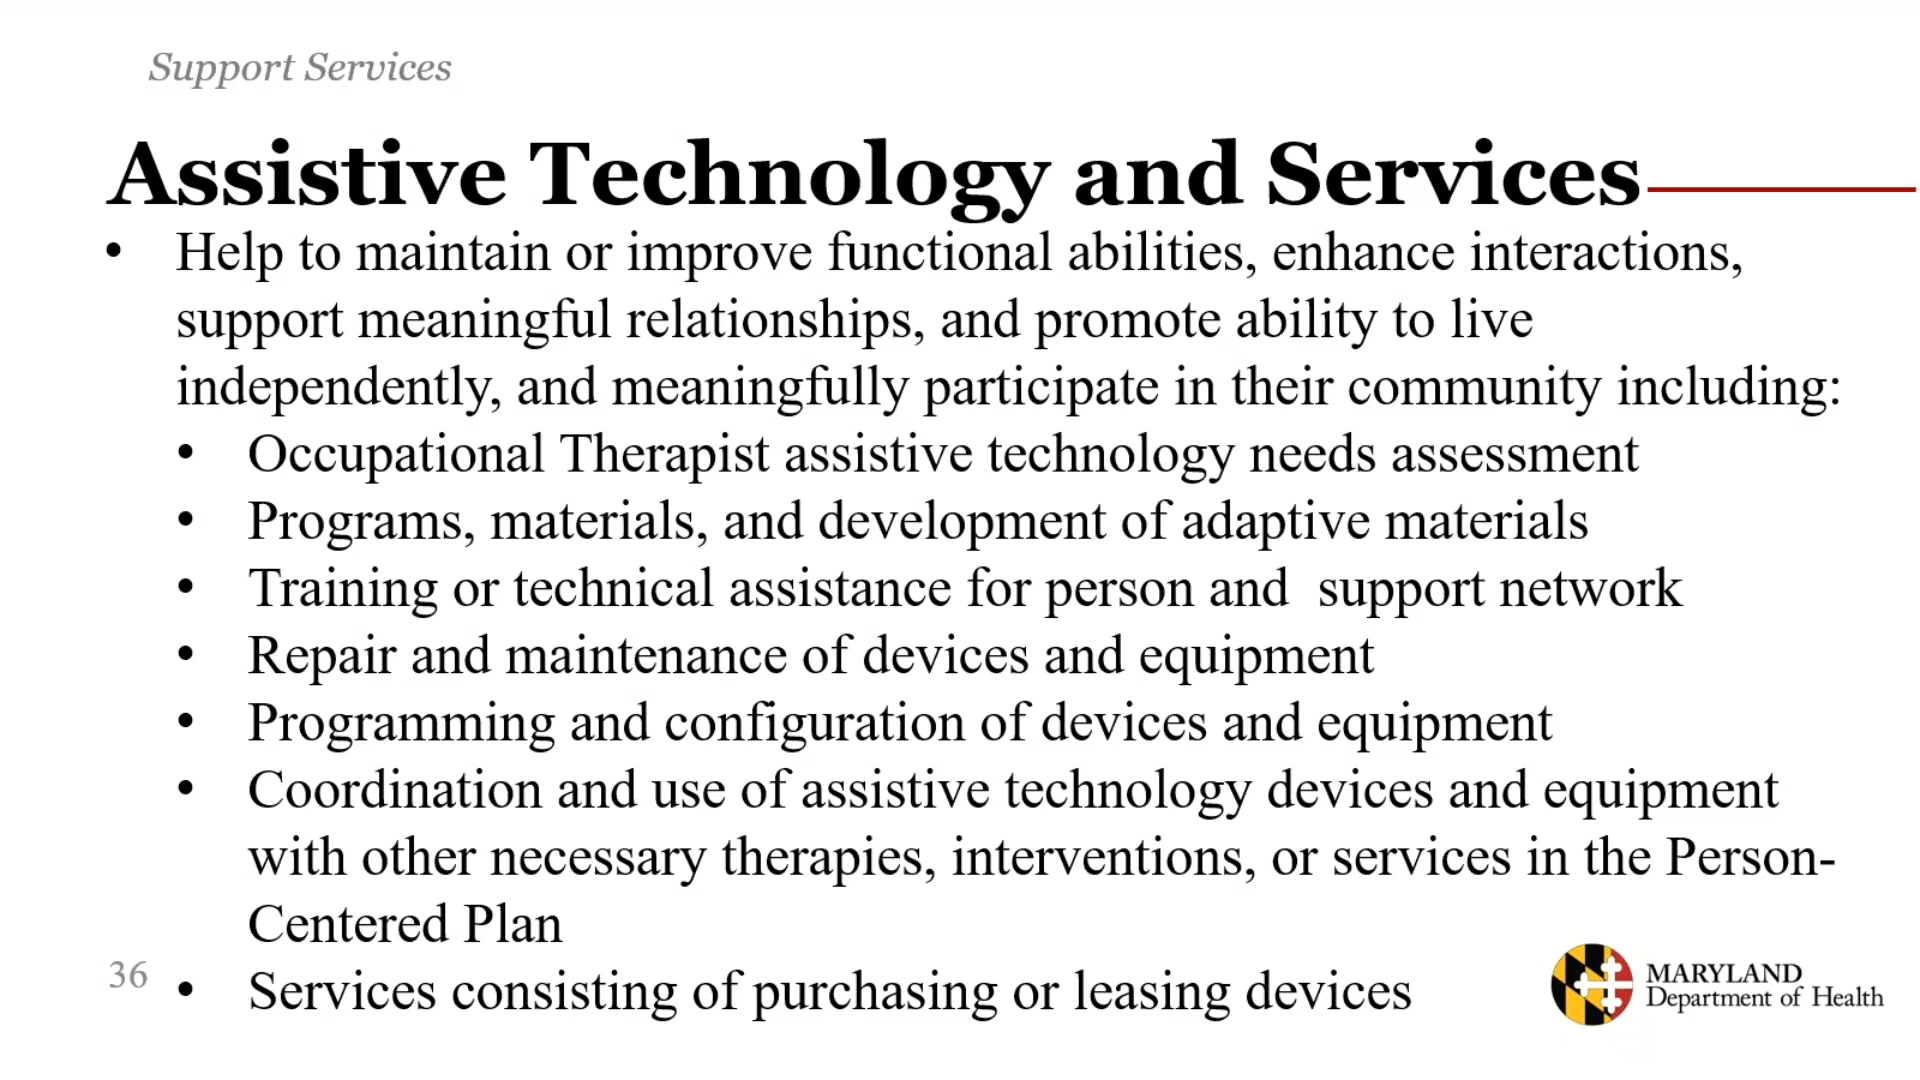 Support Services
Assistive Technology and Services
• Help to maintain or improve functional abilities, enhance interactions,
support meaningful relationships, and promote ability to live
independently, and meaningfully participate in their community including:
• Occupational Therapist assistive technology needs assessment
• Programs, materials, and development of adaptive materials
• Training or technical assistance for person and  support network
• Repair and maintenance of devices and equipment
• Programming and configuration of devices and equipment
• Coordination and use of assistive technology devices and equipment
with other necessary therapies, interventions, or services in the Person-
Centered Plan
• Services consisting of purchasing or leasing devices
36
MARYLAND
Department of Health